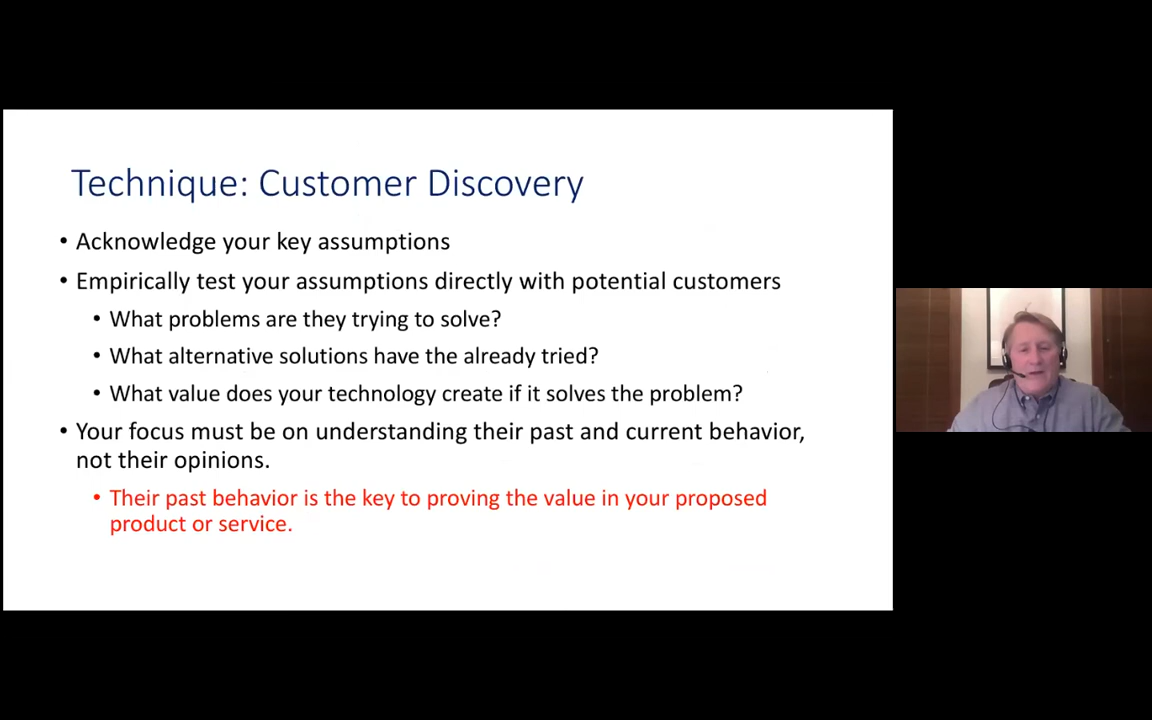 Technique: Customer Discovery
• Acknowledge your key assumptions
• Empirically test your assumptions directly with potential customers
• What problems are they trying to solve?
• What alternative solutions have the already tried?
• What value does your technology create if it solves the problem?
• Your focus must be on understanding their past and current behavior,
not their opinions.
• Their past behavior is the key to proving the value in your proposed
product or service.